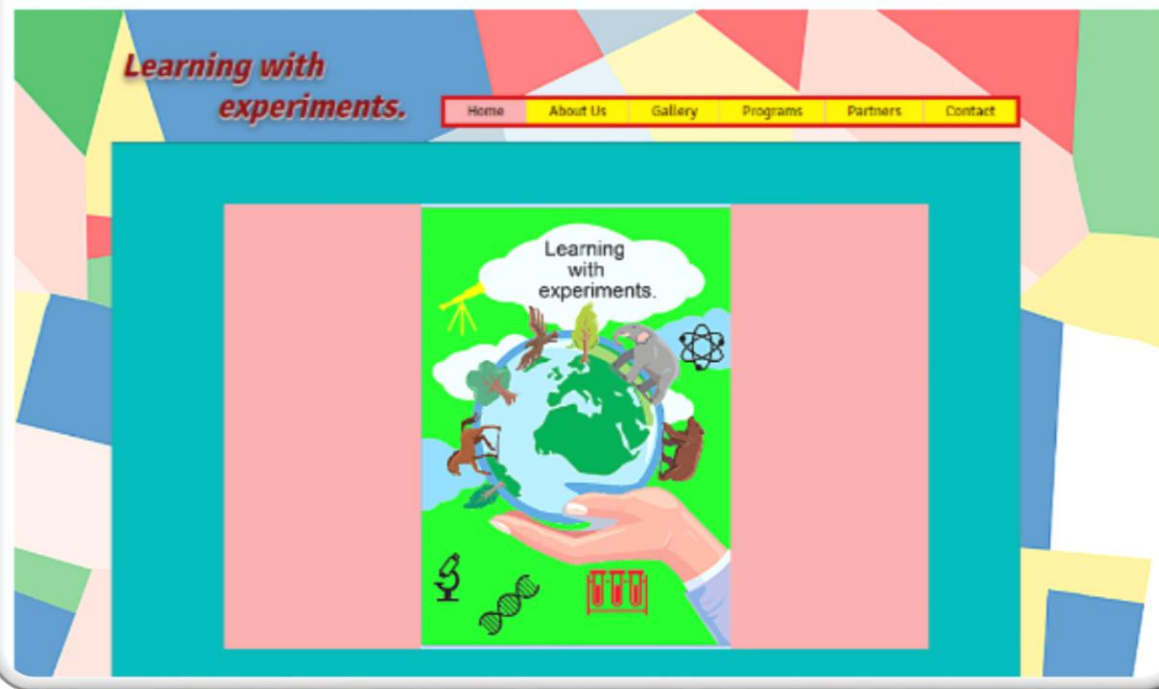 Learning with
experiments.
Home About Us Gallery Programs Partners Contact
Learning
with
experiments.